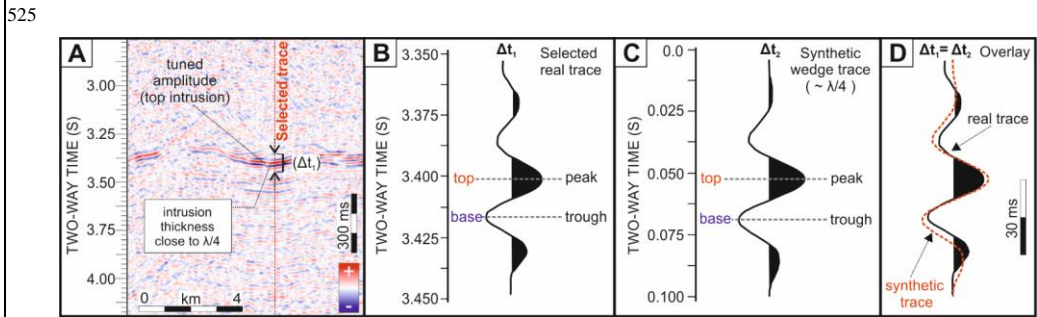 525
A
tuned
amplitude
(top intrusion)
Selected trace
(Δt₁)
intrusion
thickness
close to λ/4
TWO-WAY TIME (S)
3.00
3.25
3.50
3.75
4.00
300 ms
0 km 4
+
-
B
Δt₁
Selected
real trace
TWO-WAY TIME (S)
3.350
3.375
3.400
3.425
3.450
top
peak
base
trough
C
Δt₂
Synthetic
wedge trace
( ~ λ/4 )
TWO-WAY TIME (S)
0.0
0.025
0.050
0.075
0.100
top
peak
base
trough
D
Δt₁= Δt₂ Overlay
real trace
30 ms
synthetic
trace